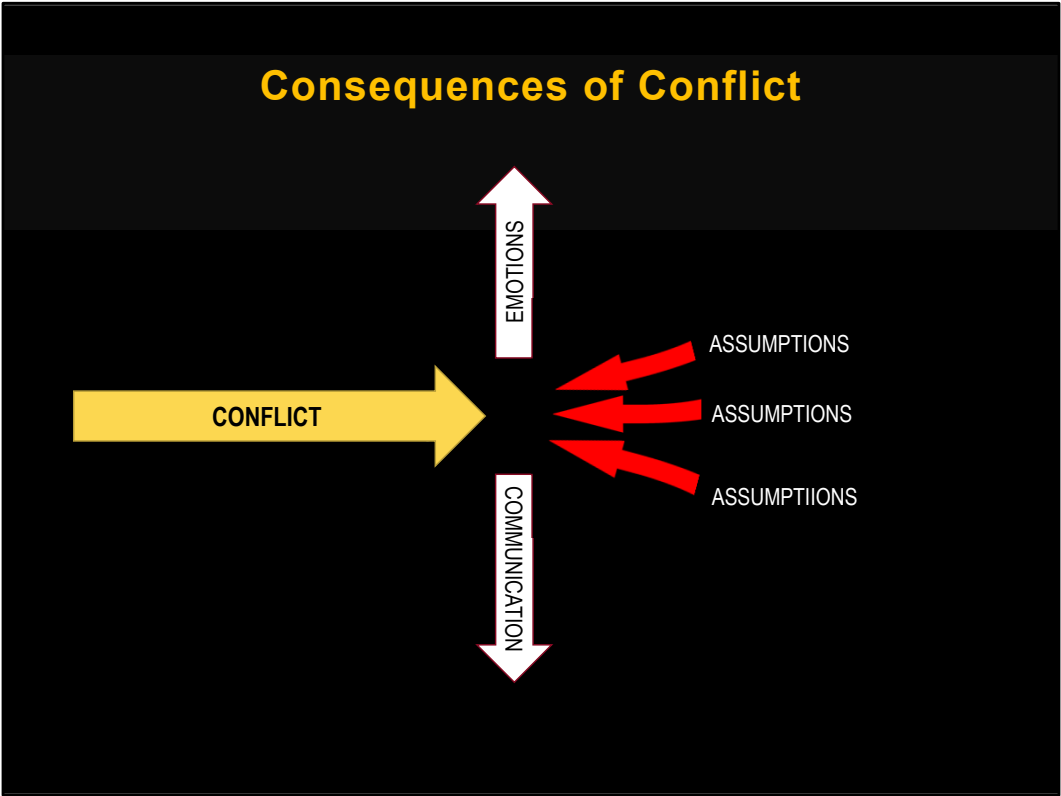 Consequences of Conflict
EMOTIONS
ASSUMPTIONS
CONFLICT
ASSUMPTIONS
ASSUMPTIIONS
COMMUNICATION